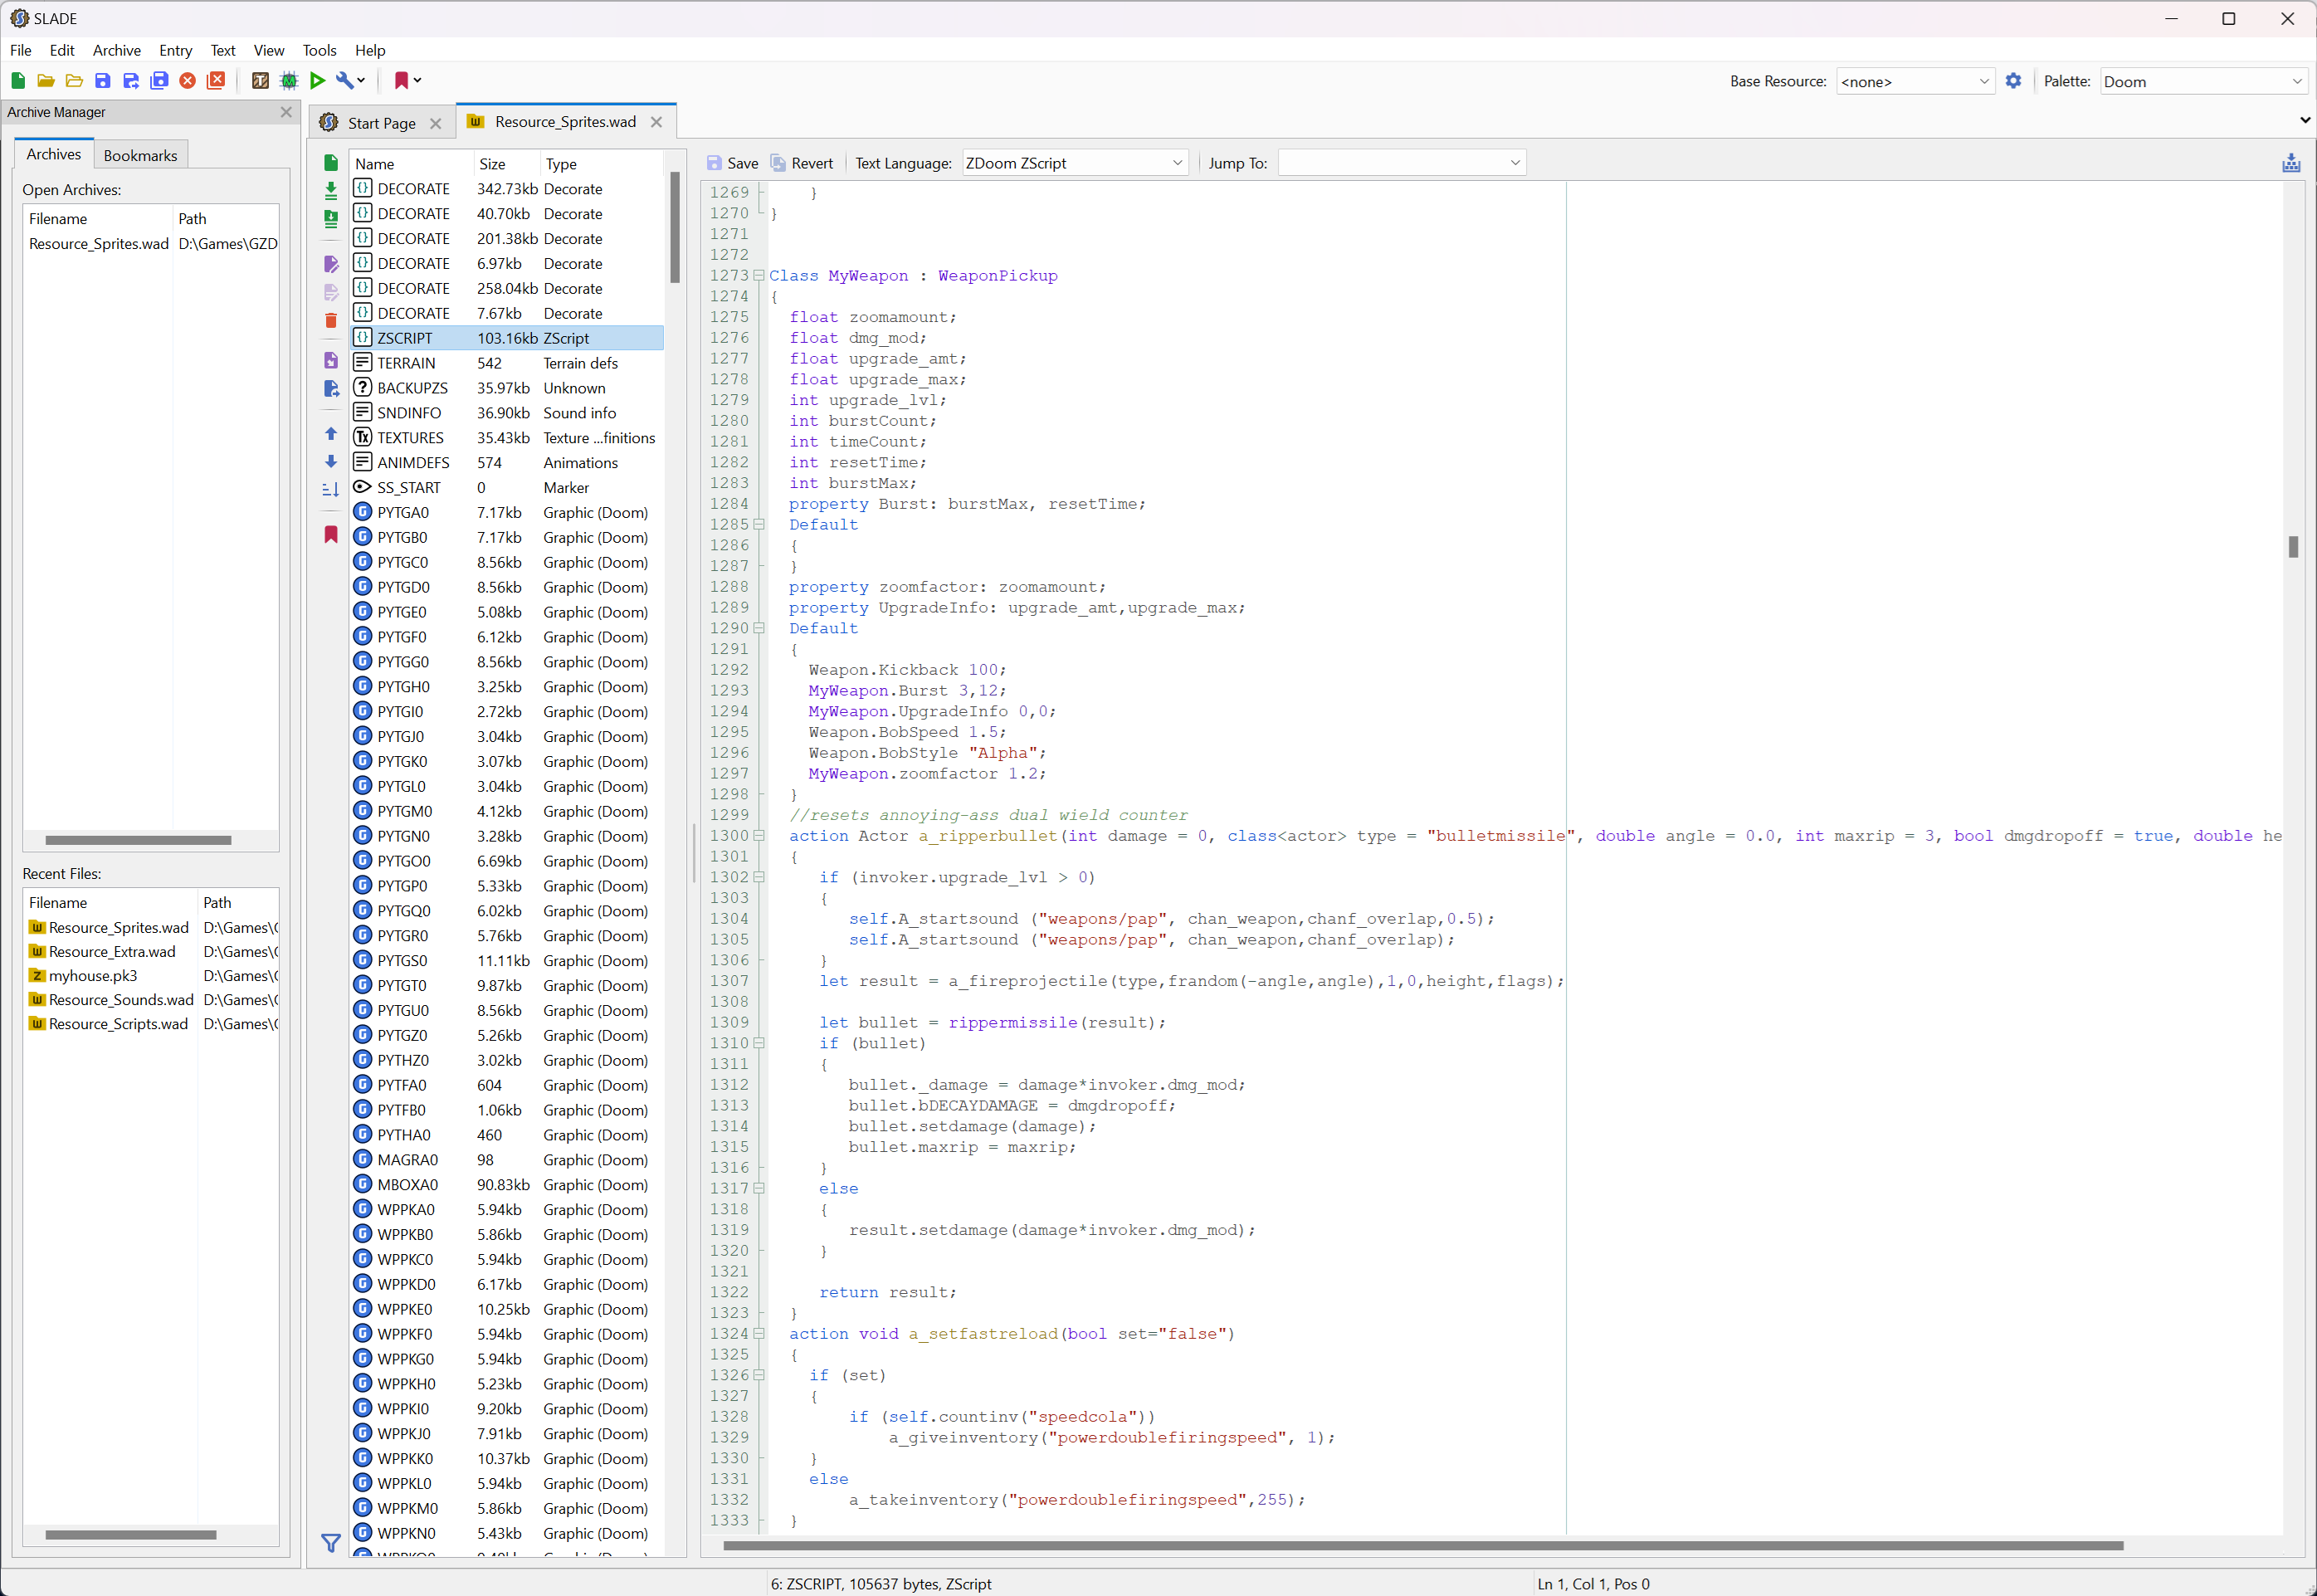 SLADE
File Edit Archive Entry Text View Tools Help
Base Resource: <none> Palette: Doom
Archive Manager
Start Page Resource_Sprites.wad
Archives Bookmarks
Open Archives:
Filename Path
Resource_Sprites.wad D:\Games\GZD
Recent Files:
Filename Path
Resource_Sprites.wad D:\Games\
Resource_Extra.wad D:\Games\
myhouse.pk3 D:\Games\
Resource_Sounds.wad D:\Games\
Resource_Scripts.wad D:\Games\
Name Size Type
DECORATE 342.73kb Decorate
DECORATE 40.70kb Decorate
DECORATE 201.38kb Decorate
DECORATE 6.97kb Decorate
DECORATE 258.04kb Decorate
DECORATE 7.67kb Decorate
ZSCRIPT 103.16kb ZScript
TERRAIN 542 Terrain defs
BACKUPZS 35.97kb Unknown
SNDINFO 36.90kb Sound info
TEXTURES 35.43kb Texture ...finitions
ANIMDEFS 574 Animations
SS_START 0 Marker
PYTGA0 7.17kb Graphic (Doom)
PYTGB0 7.17kb Graphic (Doom)
PYTGC0 8.56kb Graphic (Doom)
PYTGD0 8.56kb Graphic (Doom)
PYTGE0 5.08kb Graphic (Doom)
PYTGF0 6.12kb Graphic (Doom)
PYTGG0 8.56kb Graphic (Doom)
PYTGH0 3.25kb Graphic (Doom)
PYTGI0 2.72kb Graphic (Doom)
PYTGJ0 3.04kb Graphic (Doom)
PYTGK0 3.07kb Graphic (Doom)
PYTGL0 3.04kb Graphic (Doom)
PYTGM0 4.12kb Graphic (Doom)
PYTGN0 3.28kb Graphic (Doom)
PYTGO0 6.69kb Graphic (Doom)
PYTGP0 5.33kb Graphic (Doom)
PYTGQ0 6.02kb Graphic (Doom)
PYTGR0 5.76kb Graphic (Doom)
PYTGS0 11.11kb Graphic (Doom)
PYTGT0 9.87kb Graphic (Doom)
PYTGU0 8.56kb Graphic (Doom)
PYTGZ0 5.26kb Graphic (Doom)
PYTHZ0 3.02kb Graphic (Doom)
PYTFA0 604 Graphic (Doom)
PYTFB0 1.06kb Graphic (Doom)
PYTHA0 460 Graphic (Doom)
MAGRA0 98 Graphic (Doom)
MBOXA0 90.83kb Graphic (Doom)
WPPKA0 5.94kb Graphic (Doom)
WPPKB0 5.86kb Graphic (Doom)
WPPKC0 5.94kb Graphic (Doom)
WPPKD0 6.17kb Graphic (Doom)
WPPKE0 10.25kb Graphic (Doom)
WPPKF0 5.94kb Graphic (Doom)
WPPKG0 5.94kb Graphic (Doom)
WPPKH0 5.23kb Graphic (Doom)
WPPKI0 9.20kb Graphic (Doom)
WPPKJ0 7.91kb Graphic (Doom)
WPPKK0 10.37kb Graphic (Doom)
WPPKL0 5.94kb Graphic (Doom)
WPPKM0 5.86kb Graphic (Doom)
WPPKN0 5.43kb Graphic (Doom)
Save Revert Text Language: ZDoom ZScript Jump To:
1269 }
1270 }
1271
1272
1273 Class MyWeapon : WeaponPickup
1274 {
1275 float zoomamount;
1276 float dmg_mod;
1277 float upgrade_amt;
1278 float upgrade_max;
1279 int upgrade_lvl;
1280 int burstCount;
1281 int timeCount;
1282 int resetTime;
1283 int burstMax;
1284 property Burst: burstMax, resetTime;
1285 Default
1286 {
1287 }
1288 property zoomfactor: zoomamount;
1289 property UpgradeInfo: upgrade_amt,upgrade_max;
1290 Default
1291 {
1292 Weapon.Kickback 100;
1293 MyWeapon.Burst 3,12;
1294 MyWeapon.UpgradeInfo 0,0;
1295 Weapon.BobSpeed 1.5;
1296 Weapon.BobStyle "Alpha";
1297 MyWeapon.zoomfactor 1.2;
1298 }
1299 //resets annoying-ass dual wield counter
1300 action Actor a_ripperbullet(int damage = 0, class<actor> type = "bulletmissile", double angle = 0.0, int maxrip = 3, bool dmgdropoff = true, double he
1301 {
1302 if (invoker.upgrade_lvl > 0)
1303 {
1304 self.A_startsound ("weapons/pap", chan_weapon,chanf_overlap,0.5);
1305 self.A_startsound ("weapons/pap", chan_weapon,chanf_overlap);
1306 }
1307 let result = a_fireprojectile(type,frandom(-angle,angle),1,0,height,flags);
1308
1309 let bullet = rippermissile(result);
1310 if (bullet)
1311 {
1312 bullet._damage = damage*invoker.dmg_mod;
1313 bullet.bDECAYDAMAGE = dmgdropoff;
1314 bullet.setdamage(damage);
1315 bullet.maxrip = maxrip;
1316 }
1317 else
1318 {
1319 result.setdamage(damage*invoker.dmg_mod);
1320 }
1321
1322 return result;
1323 }
1324 action void a_setfastreload(bool set="false")
1325 {
1326 if (set)
1327 {
1328 if (self.countinv("speedcola"))
1329 a_giveinventory("powerdoublefiringspeed", 1);
1330 }
1331 else
1332 a_takeinventory("powerdoublefiringspeed",255);
1333 }
6: ZSCRIPT, 105637 bytes, ZScript
Ln 1, Col 1, Pos 0